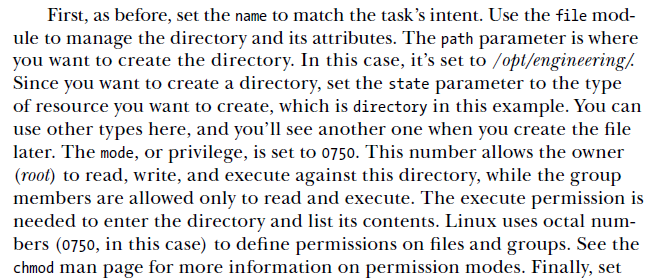 First, as before, set the name to match the task's intent. Use the file mod-
ule to manage the directory and its attributes. The path parameter is where
you want to create the directory. In this case, it's set to /opt/engineering/.
Since you want to create a directory, set the state parameter to the type
of resource you want to create, which is directory in this example. You can
use other types here, and you'll see another one when you create the file
later. The mode, or privilege, is set to 0750. This number allows the owner
(root) to read, write, and execute against this directory, while the group
members are allowed only to read and execute. The execute permission is
needed to enter the directory and list its contents. Linux uses octal num-
bers (0750, in this case) to define permissions on files and groups. See the
chmod man page for more information on permission modes. Finally, set